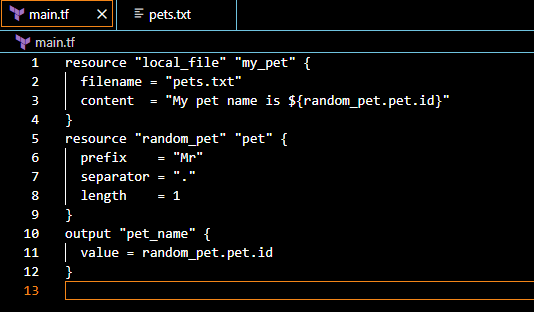 main.tf
pets.txt
main.tf
1 resource "local_file" "my_pet" {
2   filename = "pets.txt"
3   content  = "My pet name is ${random_pet.pet.id}"
4 }
5 resource "random_pet" "pet" {
6   prefix    = "Mr"
7   separator = "."
8   length    = 1
9 }
10 output "pet_name" {
11   value = random_pet.pet.id
12 }
13